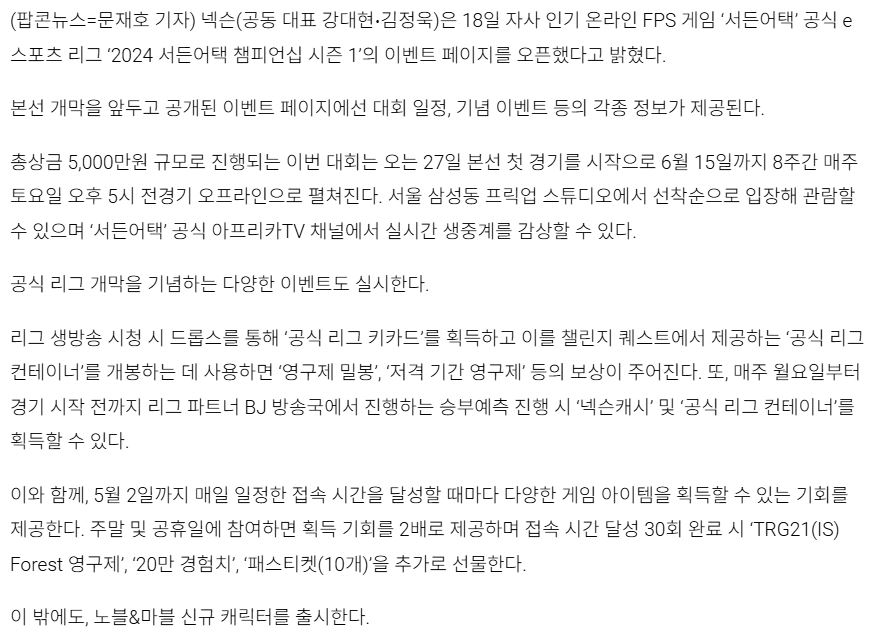 (팝콘뉴스=문재호 기자) 넥슨(공동 대표 강대현·김정욱)은 18일 자사 인기 온라인 FPS 게임 ‘서든어택’ 공식 e
스포츠 리그 ‘2024 서든어택 챔피언십 시즌 1’의 이벤트 페이지를 오픈했다고 밝혔다.
본선 개막을 앞두고 공개된 이벤트 페이지에선 대회 일정, 기념 이벤트 등의 각종 정보가 제공된다.
총상금 5,000만원 규모로 진행되는 이번 대회는 오는 27일 본선 첫 경기를 시작으로 6월 15일까지 8주간 매주
토요일 오후 5시 전경기 오프라인으로 펼쳐진다. 서울 삼성동 프릭업 스튜디오에서 선착순으로 입장해 관람할
수 있으며 ‘서든어택’ 공식 아프리카TV 채널에서 실시간 생중계를 감상할 수 있다.
공식 리그 개막을 기념하는 다양한 이벤트도 실시한다.
리그 생방송 시청 시 드롭스를 통해 ‘공식 리그 키카드’를 획득하고 이를 챌린지 퀘스트에서 제공하는 ‘공식 리그
컨테이너’를 개봉하는 데 사용하면 ‘영구제 밀봉’, ‘저격 기간 영구제’ 등의 보상이 주어진다. 또, 매주 월요일부터
경기 시작 전까지 리그 파트너 BJ 방송국에서 진행하는 승부예측 진행 시 ‘넥슨캐시’ 및 ‘공식 리그 컨테이너’를
획득할 수 있다.
이와 함께, 5월 2일까지 매일 일정한 접속 시간을 달성할 때마다 다양한 게임 아이템을 획득할 수 있는 기회를
제공한다. 주말 및 공휴일에 참여하면 획득 기회를 2배로 제공하며 접속 시간 달성 30회 완료 시 ‘TRG21(IS)
Forest 영구제’, ‘20만 경험치’, ‘패스티켓(10개)’을 추가로 선물한다.
이 밖에도, 노블&마블 신규 캐릭터를 출시한다.